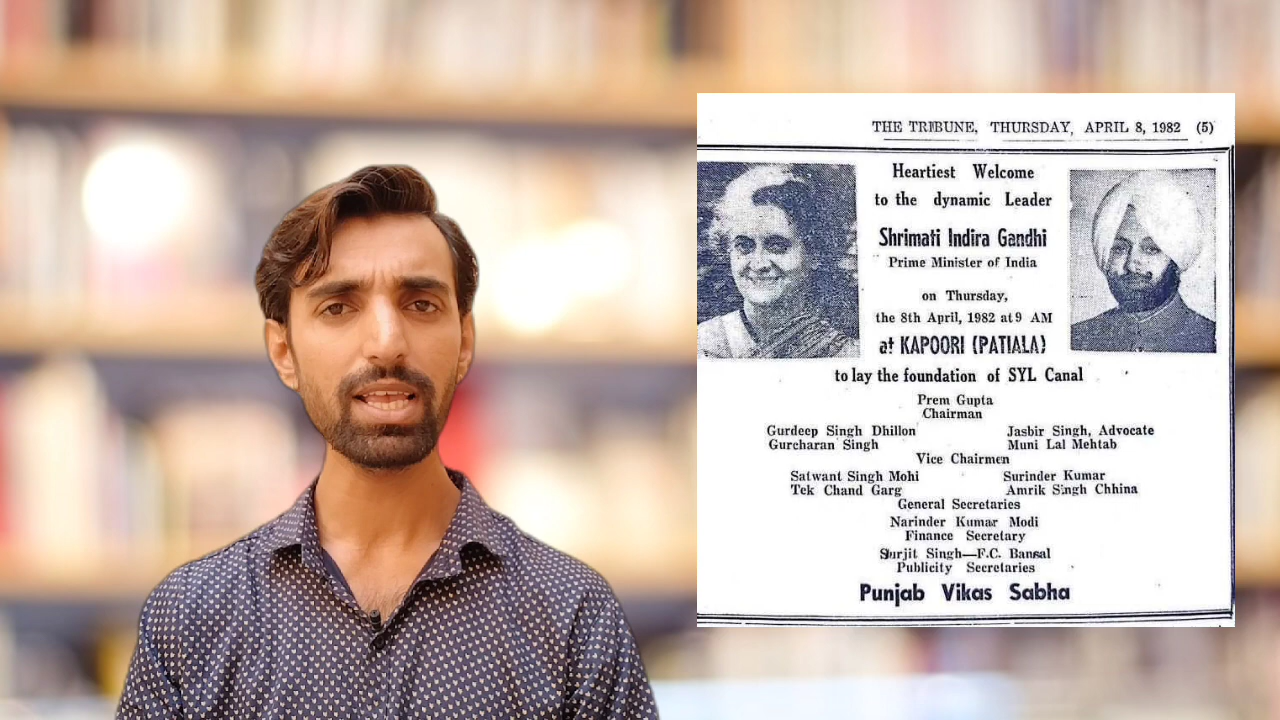 THE TRIBUNE, THURSDAY, APRIL 8, 1982 (5)
Heartiest Welcome
to the dynamic Leader
Shrimati Indira Gandhi
Prime Minister of India
on Thursday,
the 8th April, 1982 at 9 AM
at KAPOORI (PATIALA)
to lay the foundation of SYL Canal
Prem Gupta
Chairman
Gurdeep Singh Dhillon Jasbir Singh, Advocate
Gurcharan Singh Muni Lal Mehtab
Vice Chairmen
Satwant Singh Mohi Surinder Kumar
Tek Chand Garg Amrik Singh Chhina
General Secretaries
Narinder Kumar Modi
Finance Secretary
Surjit Singh—F.C. Bansal
Publicity Secretaries
Punjab Vikas Sabha